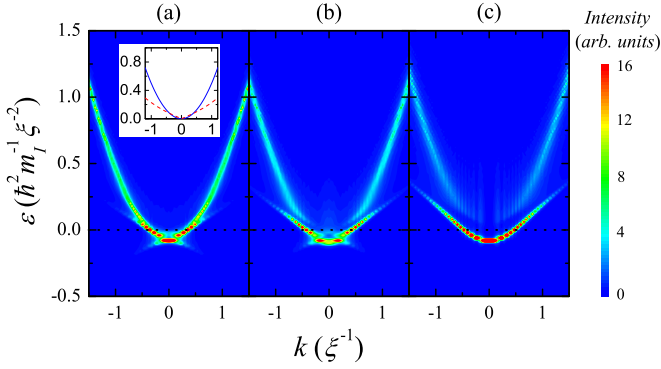 (a) (b) (c)
Intensity
(arb. units)
1.5
1.0
0.5
0.0
-0.5
ε (ħ² m_I⁻¹ ξ⁻²)
0.8
0.4
0.0
-1 0 1
16
12
8
4
0
-1 0 1 -1 0 1 -1 0 1
k (ξ⁻¹)